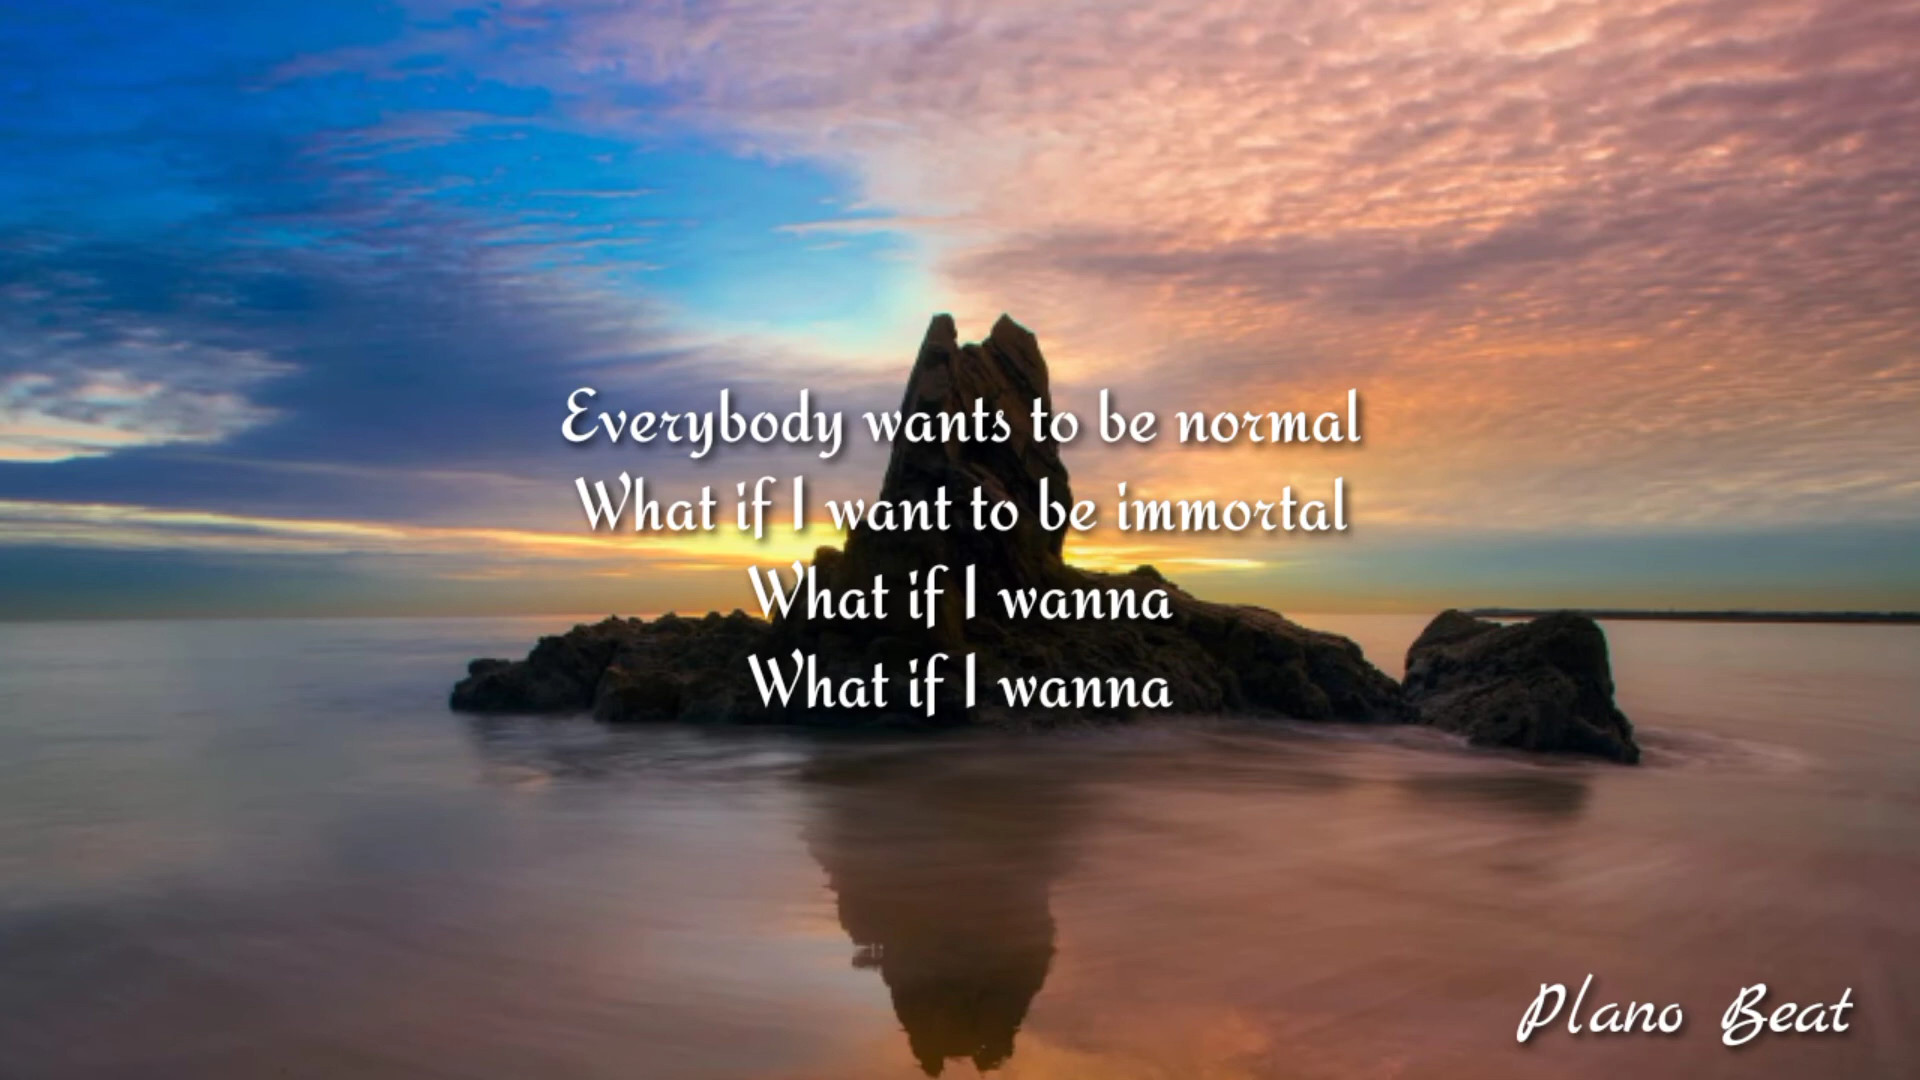 Everybody wants to be normal
What if I want to be immortal
What if I wanna
What if I wanna
Plano Beat